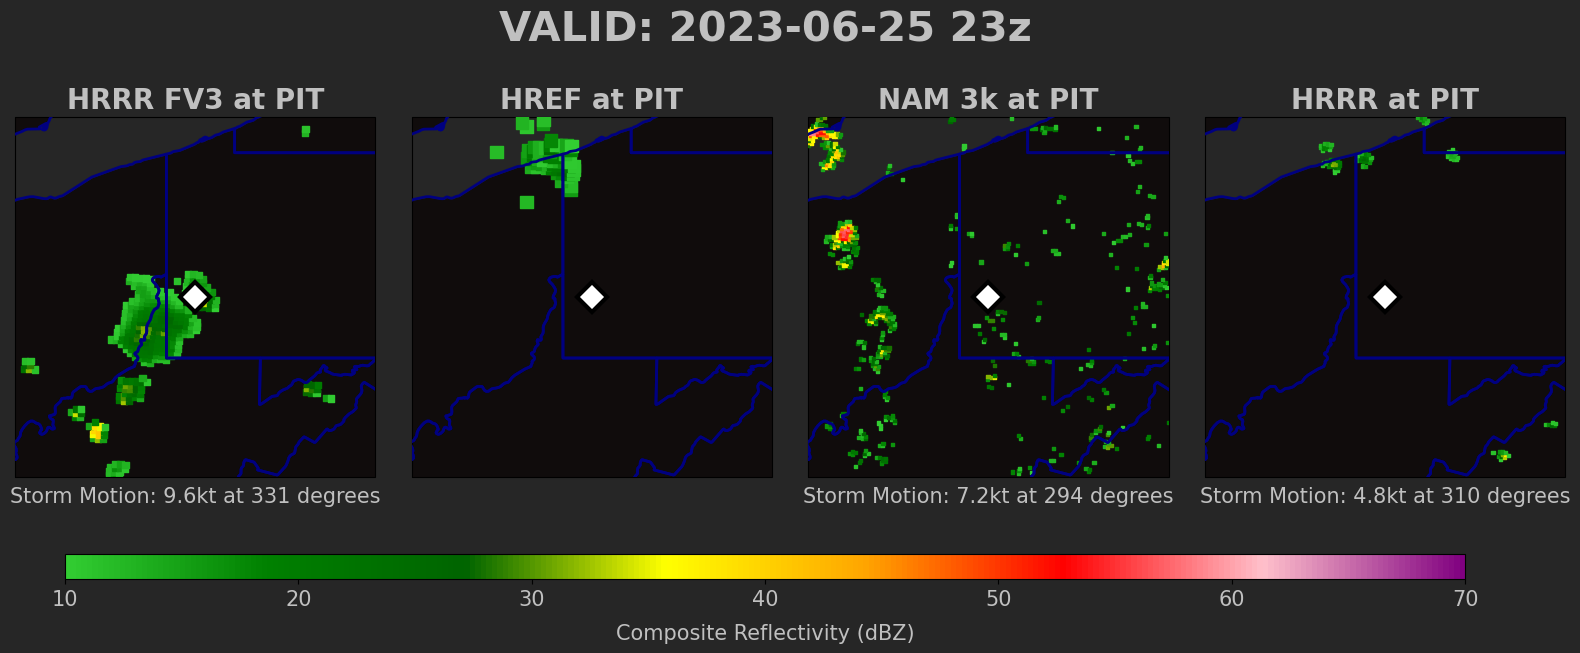 VALID: 2023-06-25 23z
HRRR FV3 at PIT
HREF at PIT
NAM 3k at PIT
HRRR at PIT
Storm Motion: 9.6kt at 331 degrees
Storm Motion: 7.2kt at 294 degrees
Storm Motion: 4.8kt at 310 degrees
10 20 30 40 50 60 70
Composite Reflectivity (dBZ)